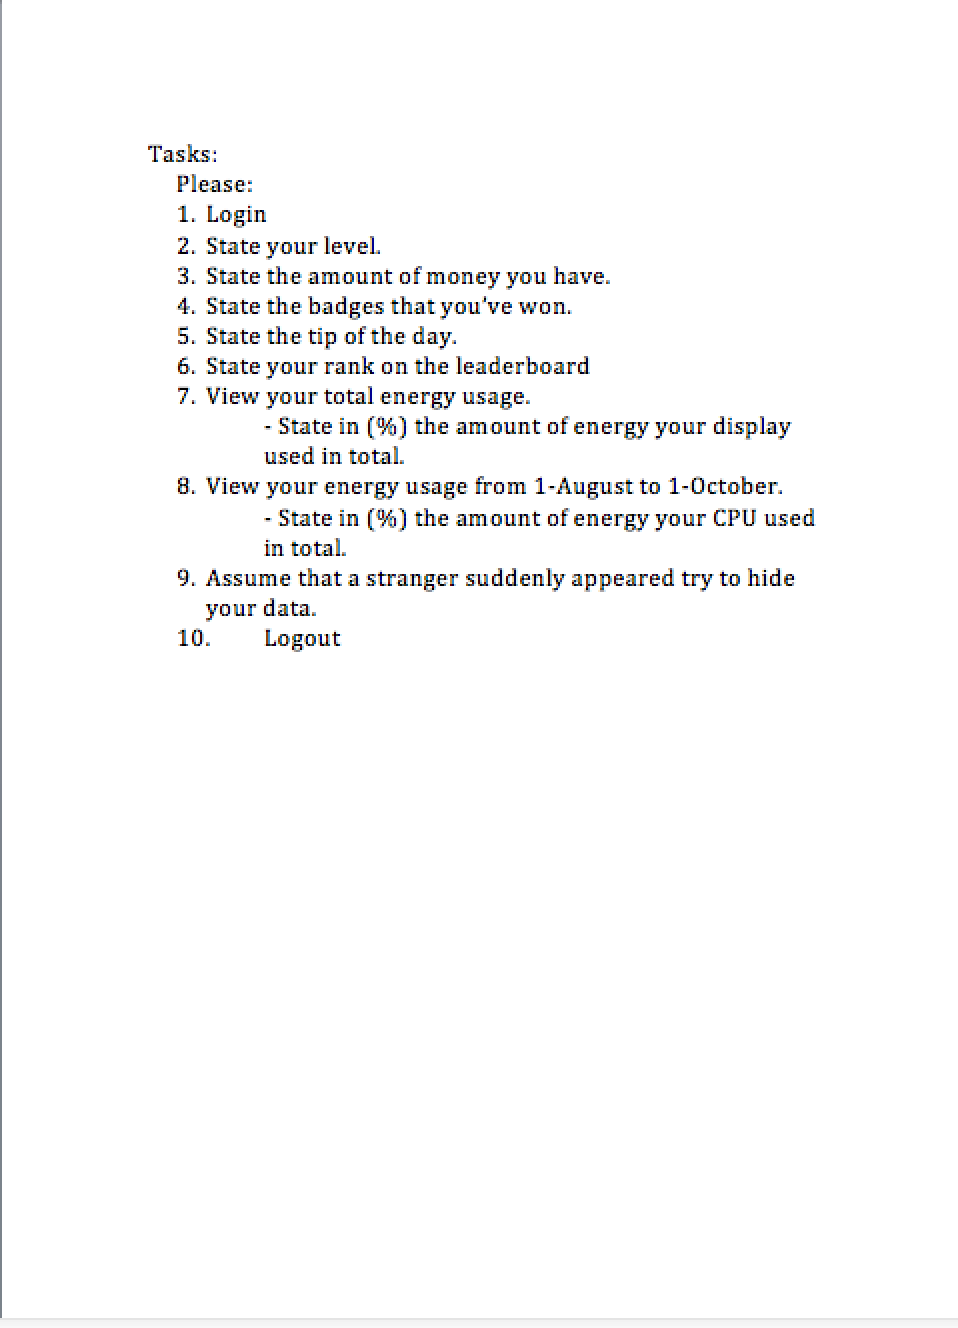 Tasks:
Please:
1. Login
2. State your level.
3. State the amount of money you have.
4. State the badges that you've won.
5. State the tip of the day.
6. State your rank on the leaderboard
7. View your total energy usage.
- State in (%) the amount of energy your display
used in total.
8. View your energy usage from 1-August to 1-October.
- State in (%) the amount of energy your CPU used
in total.
9. Assume that a stranger suddenly appeared try to hide
your data.
10. Logout